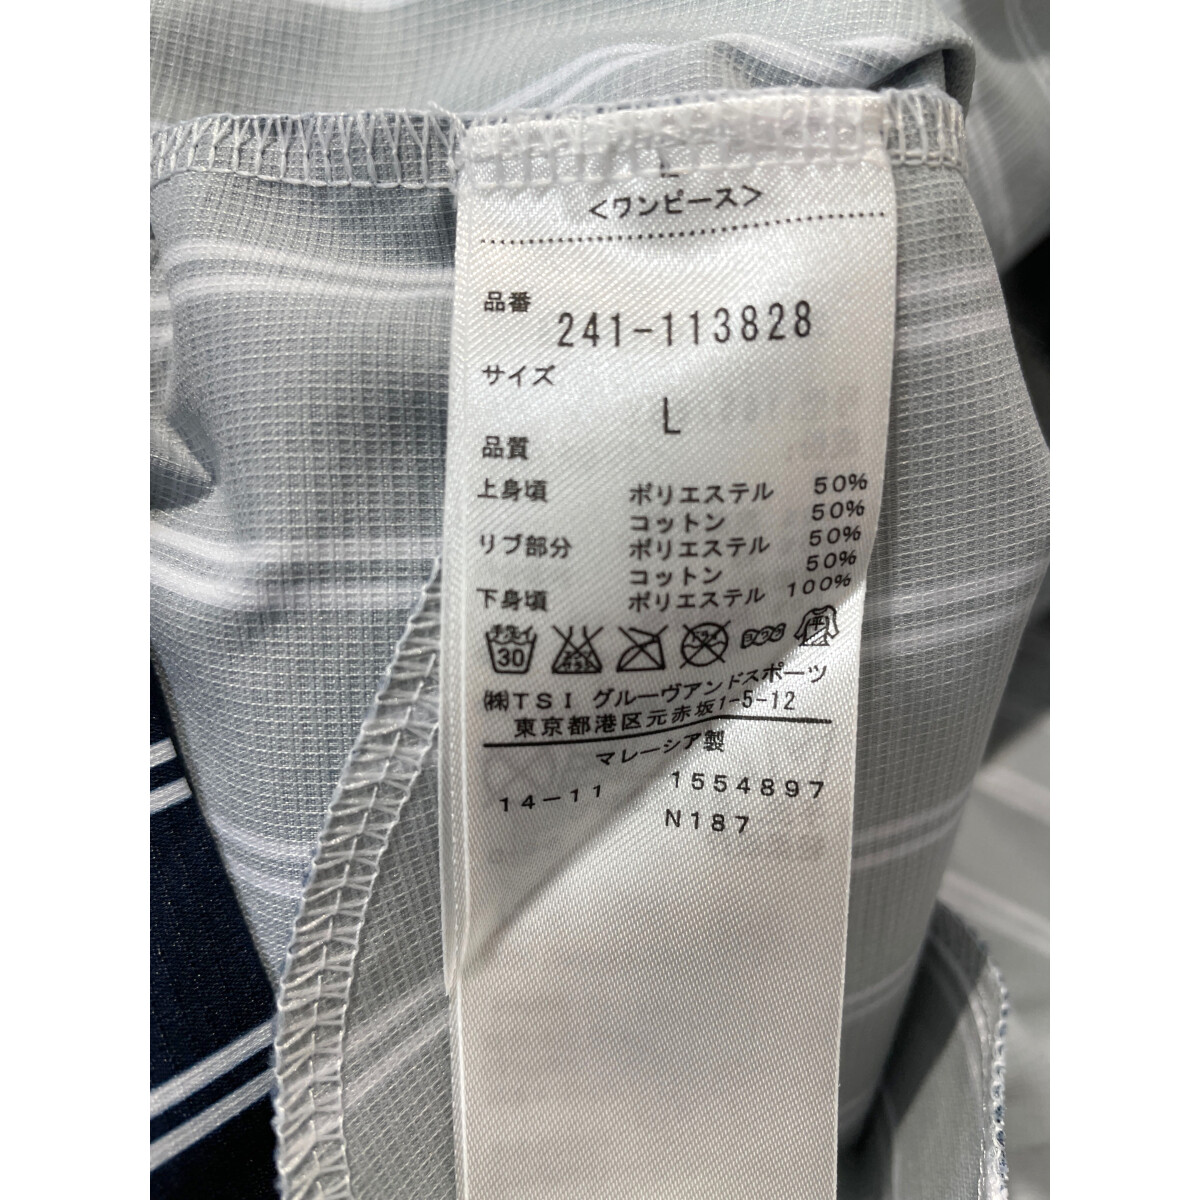 L
<ワンピース>
品番
241-113828
サイズ
L
品質
上身頃 ポリエステル 50%
コットン 50%
リブ部分 ポリエステル 50%
コットン 50%
下身頃 ポリエステル 100%
30 平
㈱TSI グルーヴアンドスポーツ
東京都港区元赤坂1-5-12
マレーシア製
14-11 1554897
N187